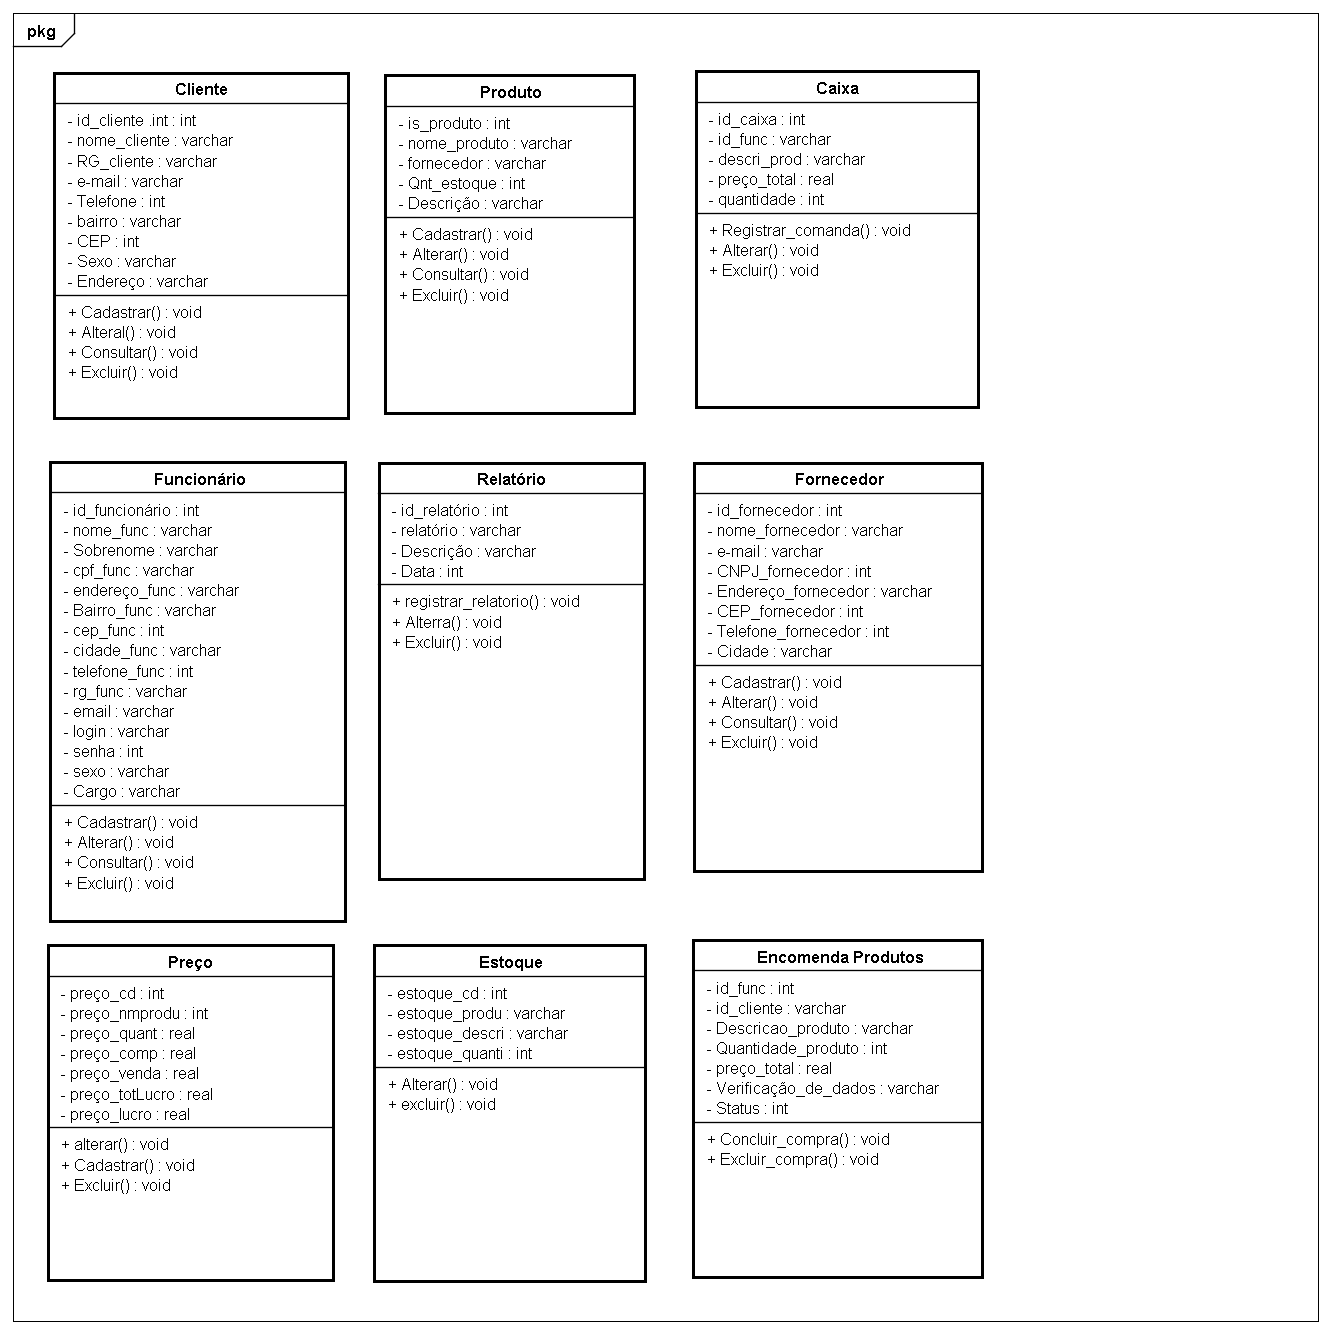 pkg
Cliente
- id_cliente .int : int
- nome_cliente : varchar
- RG_cliente : varchar
- e-mail : varchar
- Telefone : int
- bairro : varchar
- CEP : int
- Sexo : varchar
- Endereço : varchar
+ Cadastrar() : void
+ Alteral() : void
+ Consultar() : void
+ Excluir() : void
Produto
- is_produto : int
- nome_produto : varchar
- fornecedor : varchar
- Qnt_estoque : int
- Descrição : varchar
+ Cadastrar() : void
+ Alterar() : void
+ Consultar() : void
+ Excluir() : void
Caixa
- id_caixa : int
- id_func : varchar
- descri_prod : varchar
- preço_total : real
- quantidade : int
+ Registrar_comanda() : void
+ Alterar() : void
+ Excluir() : void
Funcionário
- id_funcionário : int
- nome_func : varchar
- Sobrenome : varchar
- cpf_func : varchar
- endereço_func : varchar
- Bairro_func : varchar
- cep_func : int
- cidade_func : varchar
- telefone_func : int
- rg_func : varchar
- email : varchar
- login : varchar
- senha : int
- sexo : varchar
- Cargo : varchar
+ Cadastrar() : void
+ Alterar() : void
+ Consultar() : void
+ Excluir() : void
Relatório
- id_relatório : int
- relatório : varchar
- Descrição : varchar
- Data : int
+ registrar_relatorio() : void
+ Alterra() : void
+ Excluir() : void
Fornecedor
- id_fornecedor : int
- nome_fornecedor : varchar
- e-mail : varchar
- CNPJ_fornecedor : int
- Endereço_fornecedor : varchar
- CEP_fornecedor : int
- Telefone_fornecedor : int
- Cidade : varchar
+ Cadastrar() : void
+ Alterar() : void
+ Consultar() : void
+ Excluir() : void
Preço
- preço_cd : int
- preço_nmprodu : int
- preço_quant : real
- preço_comp : real
- preço_venda : real
- preço_totLucro : real
- preço_lucro : real
+ alterar() : void
+ Cadastrar() : void
+ Excluir() : void
Estoque
- estoque_cd : int
- estoque_produ : varchar
- estoque_descri : varchar
- estoque_quanti : int
+ Alterar() : void
+ excluir() : void
Encomenda Produtos
- id_func : int
- id_cliente : varchar
- Descricao_produto : varchar
- Quantidade_produto : int
- preço_total : real
- Verificação_de_dados : varchar
- Status : int
+ Concluir_compra() : void
+ Excluir_compra() : void